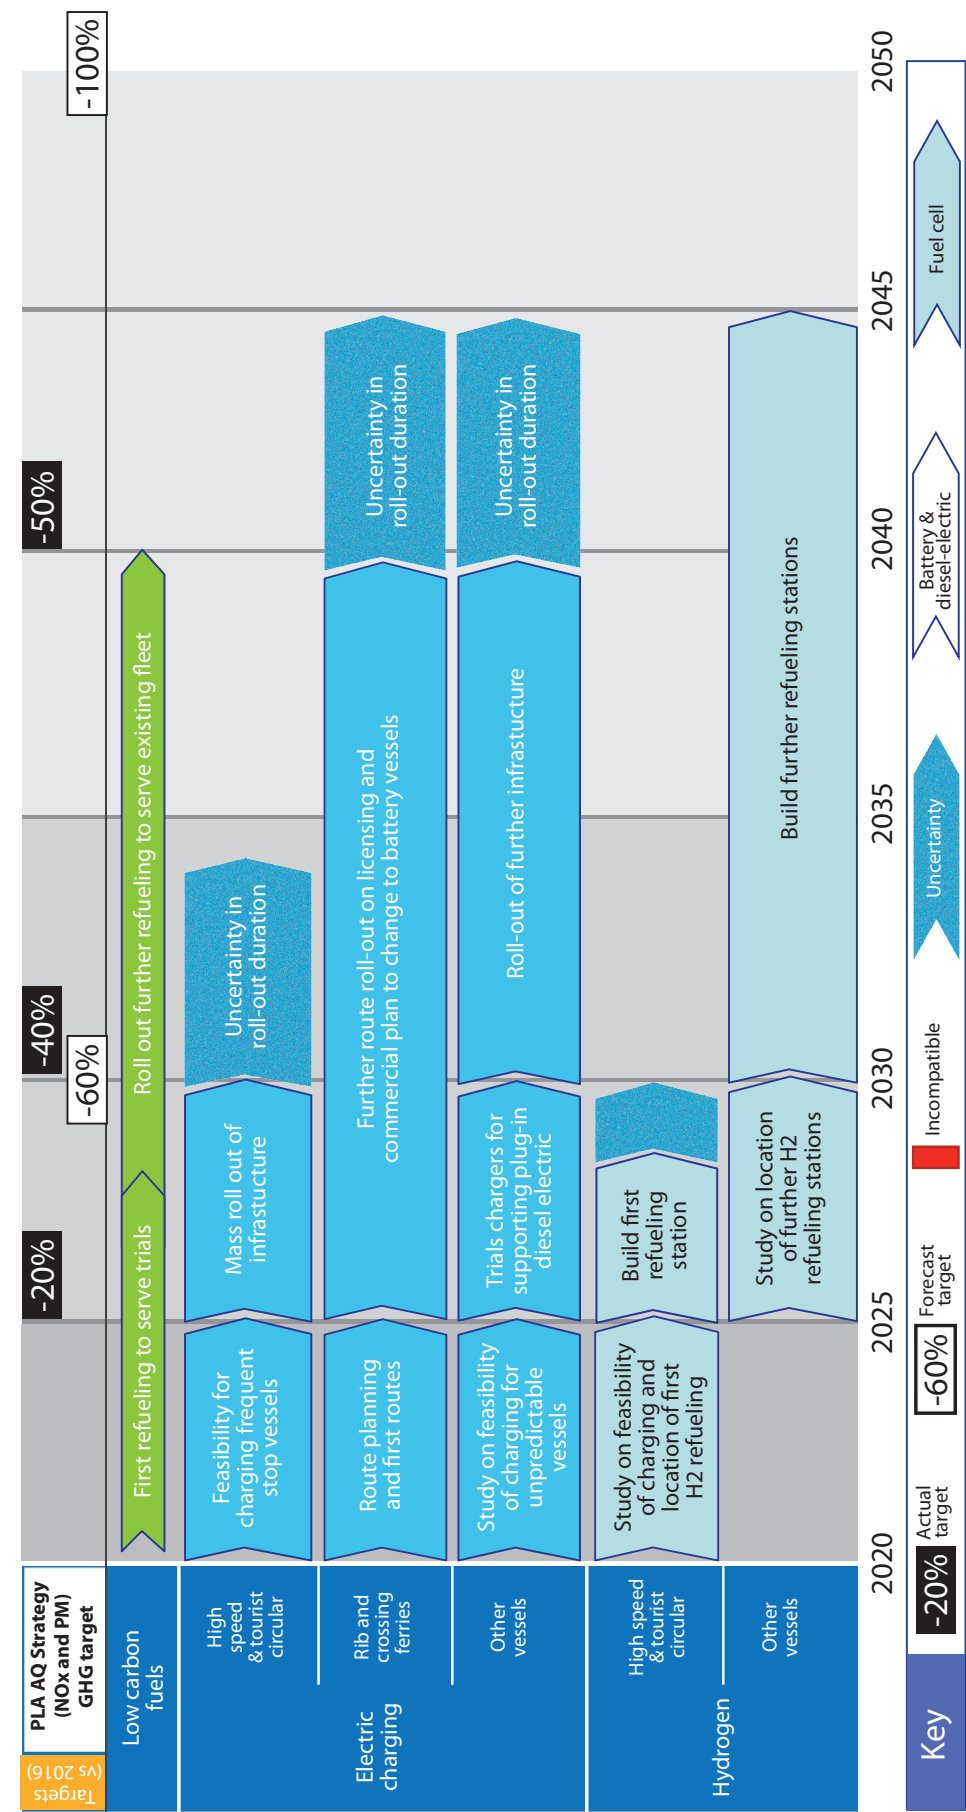 Targets
(vs 2016)
PLA AQ Strategy
(NOx and PM)
GHG target
-20%
-40%
-50%
-60%
-100%
Low carbon
fuels
First refueling to serve trials
Roll out further refueling to serve existing fleet
Electric
charging
High
speed
& tourist
circular
Feasibility for
charging frequent
stop vessels
Mass roll out of
infrastucture
Uncertainty in
roll-out duration
Rib and
crossing
ferries
Route planning
and first routes
Further route roll-out on licensing and
commercial plan to change to battery vessels
Uncertainty in
roll-out duration
Other
vessels
Study on feasibility
of charging for
unpredictable
vessels
Trials chargers for
supporting plug-in
diesel electric
Roll-out of further infrastucture
Uncertainty in
roll-out duration
Hydrogen
High speed
& tourist
circular
Study on feasibility
of charging and
location of first
H2 refueling
Build first
refueling
station
Other
vessels
Study on location
of further H2
refueling stations
Build further refueling stations
2020
2025
2030
2035
2040
2045
2050
Key
-20%
Actual
target
-60%
Forecast
target
Incompatible
Uncertainty
Battery &
diesel-electric
Fuel cell